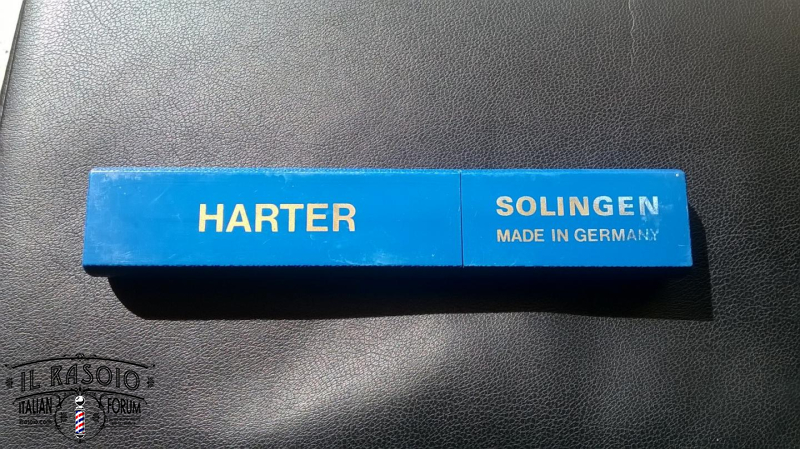 HARTER
SOLINGEN
MADE IN GERMANY
IL RASOIO
ITALIAN FORUM